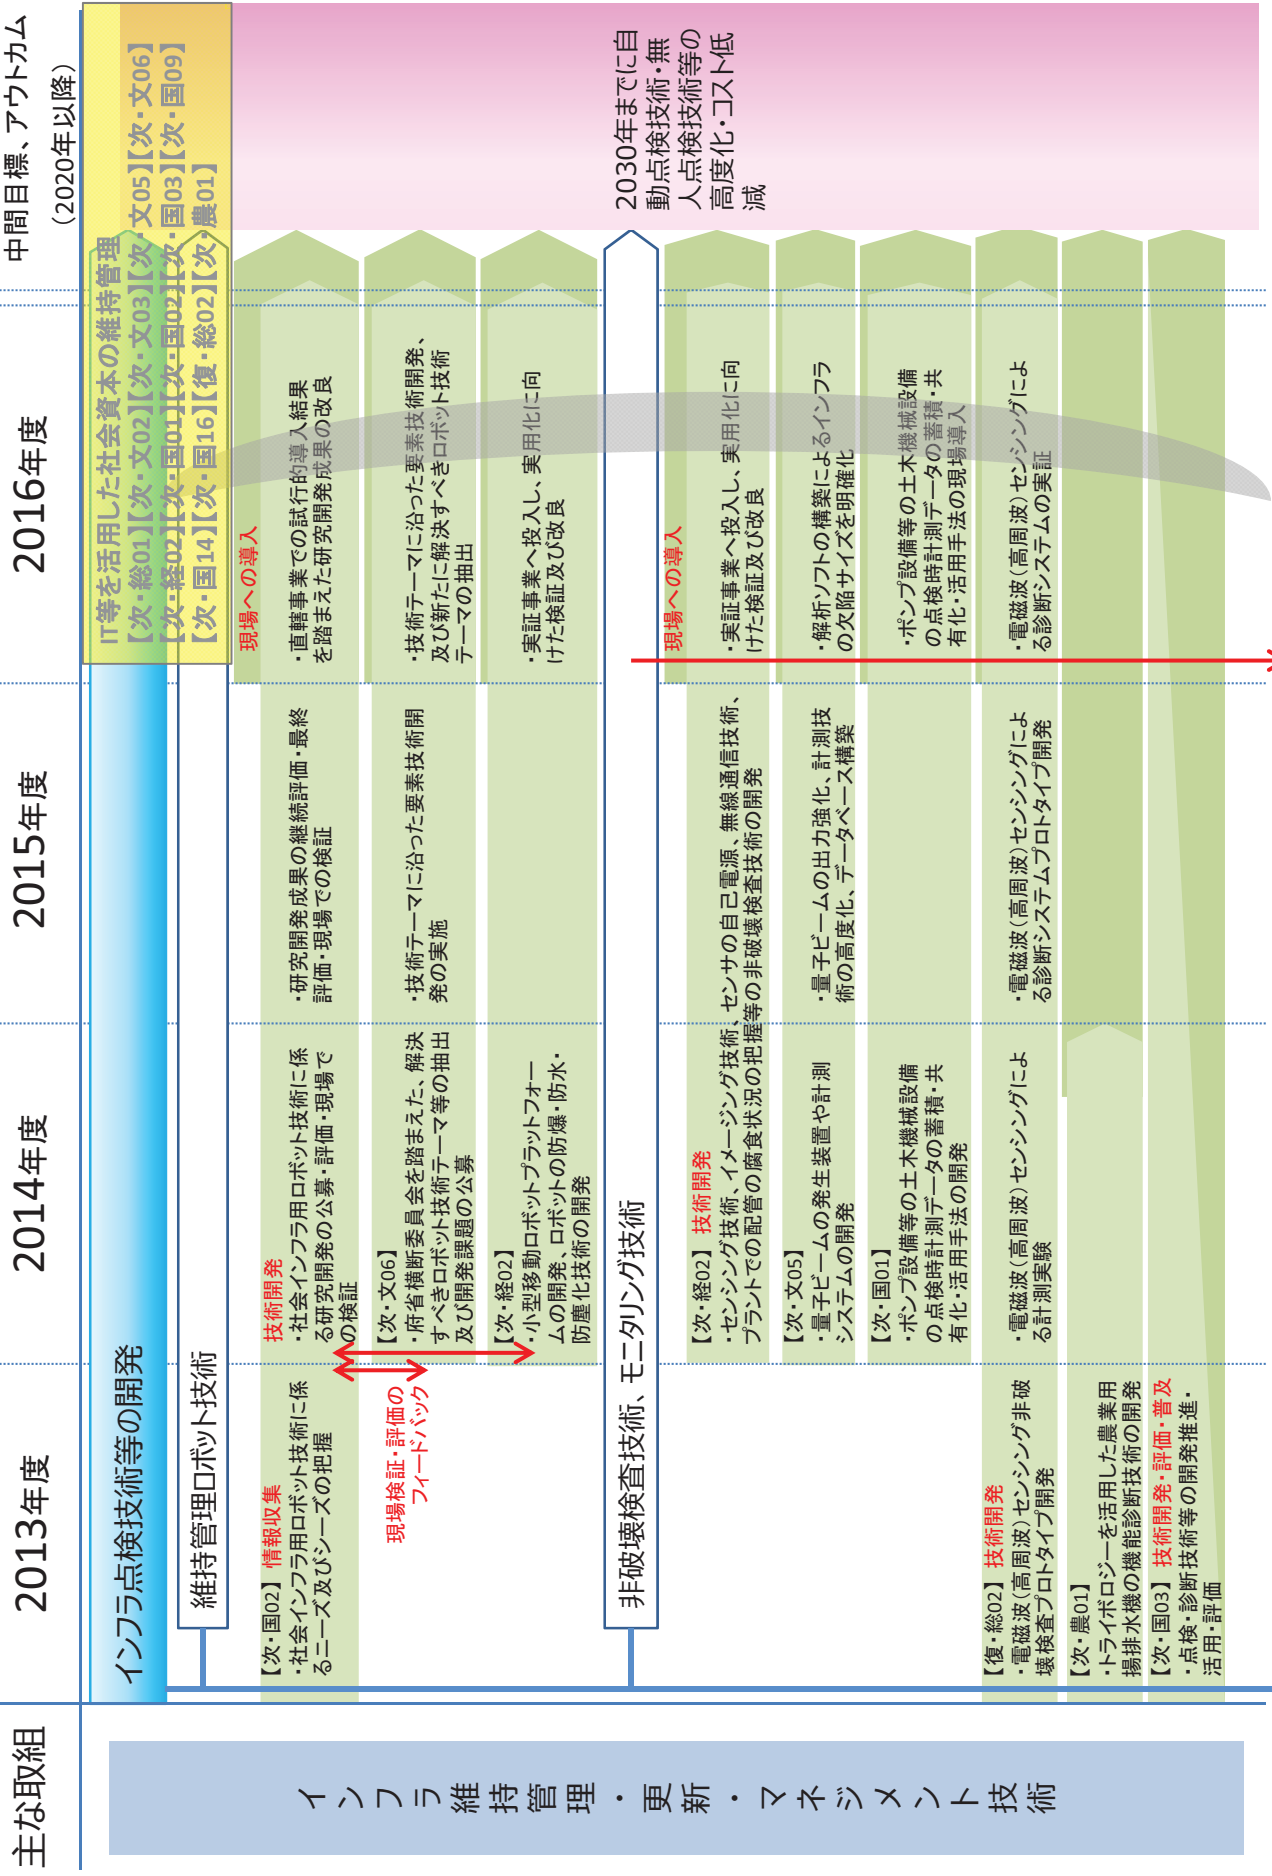 主な取組
2013年度
2014年度
2015年度
2016年度
中間目標、アウトカム
（2020年以降）
インフラ維持管理・更新・マネジメント技術
インフラ点検技術等の開発
IT等を活用した社会資本の維持管理
【次・総01】【次・文02】【次・文03】【次・文05】【次・文06】
【次・経02】【次・国01】【次・国02】【次・国03】【次・国09】
【次・国14】【次・国16】【復・総02】【次・農01】
維持管理ロボット技術
【次・国02】 情報収集
・社会インフラ用ロボット技術に係
るニーズ及びシーズの把握
技術開発
・社会インフラ用ロボット技術に係
る研究開発の公募・評価・現場で
の検証
・研究開発成果の継続評価・最終
評価・現場での検証
現場への導入
・直轄事業での試行的導入結果
を踏まえた研究開発成果の改良
現場検証・評価の
フィードバック
【次・文06】
・府省横断委員会を踏まえた、解決
すべきロボット技術テーマ等の抽出
及び開発課題の公募
・技術テーマに沿った要素技術開
発の実施
・技術テーマに沿った要素技術開発、
及び新たに解決すべきロボット技術
テーマの抽出
【次・経02】
・小型移動ロボットプラットフォー
ムの開発、ロボットの防爆・防水・
防塵化技術の開発
・実証事業へ投入し、実用化に向
けた検証及び改良
2030年までに自
動点検技術・無
人点検技術等の
高度化・コスト低
減
非破壊検査技術、モニタリング技術
【次・経02】 技術開発
・センシング技術、イメージング技術、センサの自己電源、無線通信技術、
プラントでの配管の腐食状況の把握等の非破壊検査技術の開発
現場への導入
・実証事業へ投入し、実用化に向
けた検証及び改良
【次・文05】
・量子ビームの発生装置や計測
システムの開発
・量子ビームの出力強化、計測技
術の高度化、データベース構築
・解析ソフトの構築によるインフラ
の欠陥サイズを明確化
【次・国01】
・ポンプ設備等の土木機械設備
の点検時計測データの蓄積・共
有化・活用手法の開発
・ポンプ設備等の土木機械設備
の点検時計測データの蓄積・共
有化・活用手法の現場導入
【復・総02】 技術開発
・電磁波（高周波）センシング非破
壊検査プロトタイプ開発
・電磁波（高周波）センシングによ
る計測実験
・電磁波（高周波）センシングによ
る診断システムプロトタイプ開発
・電磁波（高周波）センシングによ
る診断システムの実証
【次・農01】
・トライボロジーを活用した農業用
揚排水機の機能診断技術の開発
【次・国03】 技術開発・評価・普及
・点検・診断技術等の開発推進・
活用・評価